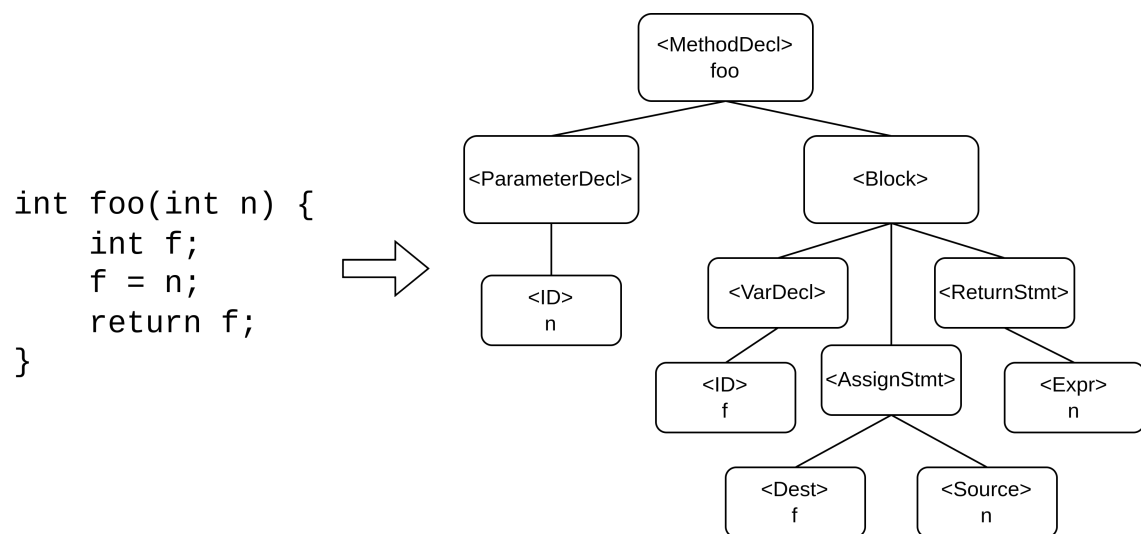 int foo(int n) {
    int f;
    f = n;
    return f;
}
<MethodDecl>
foo
<ParameterDecl>
<Block>
<ID>
n
<VarDecl>
<ReturnStmt>
<ID>
f
<AssignStmt>
<Expr>
n
<Dest>
f
<Source>
n